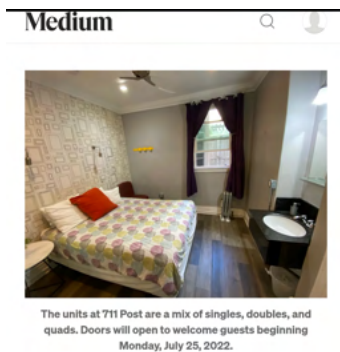 Medium
The units at 711 Post are a mix of singles, doubles, and
quads. Doors will open to welcome guests beginning
Monday, July 25, 2022.